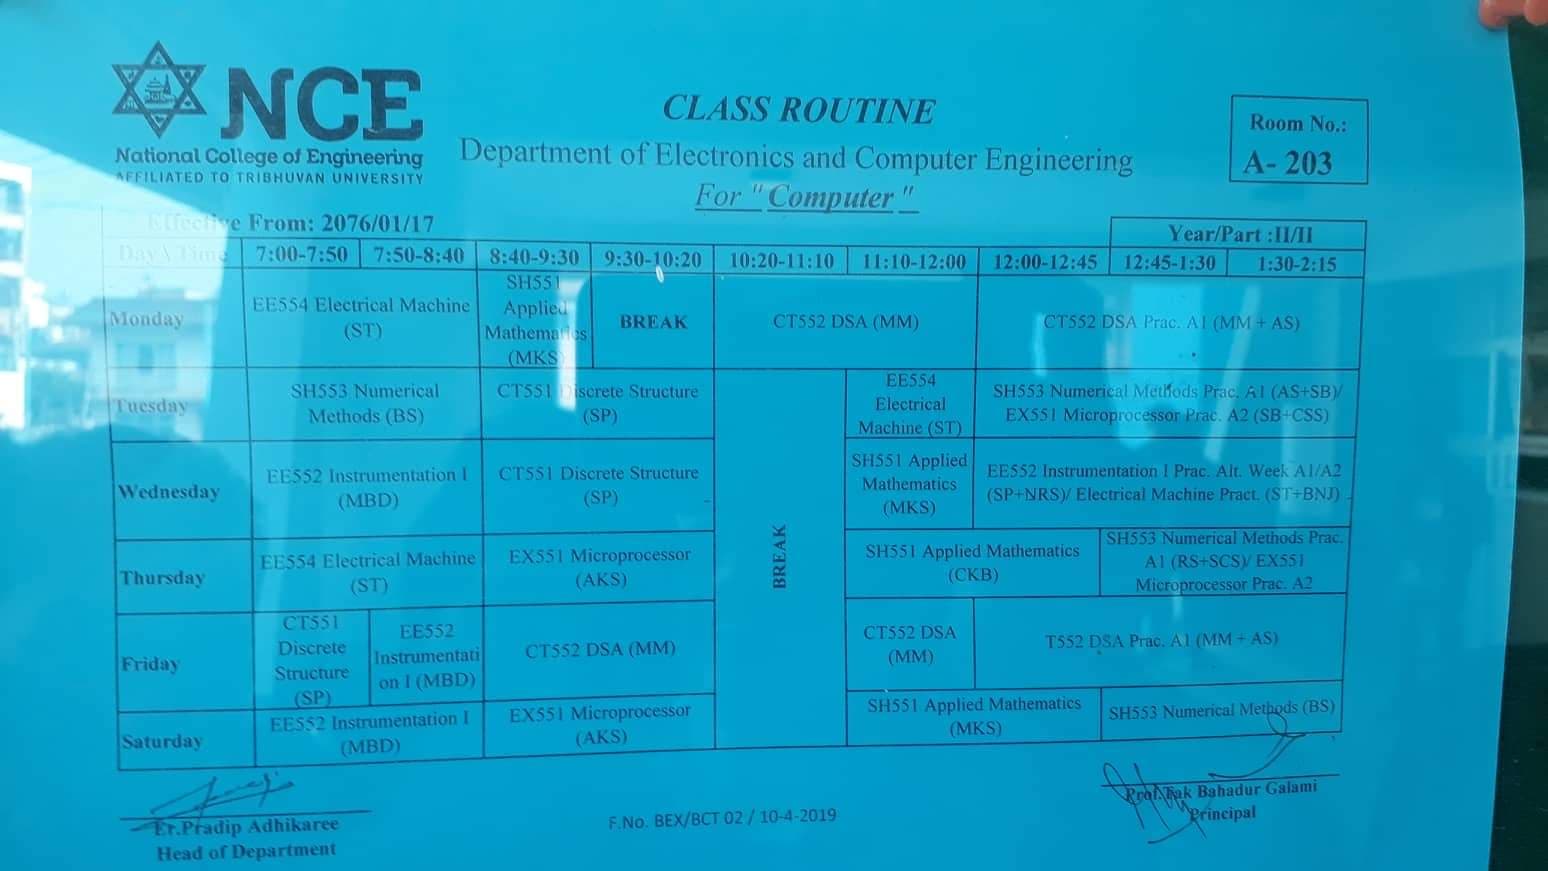 NCE
National College of Engineering
AFFILIATED TO TRIBHUVAN UNIVERSITY
CLASS ROUTINE
Department of Electronics and Computer Engineering
For "Computer"
Room No.:
A- 203
Effective From: 2076/01/17
Year/Part :II/II
Day \ Time 7:00-7:50 7:50-8:40 8:40-9:30 9:30-10:20 10:20-11:10 11:10-12:00 12:00-12:45 12:45-1:30 1:30-2:15
Monday
EE554 Electrical Machine
(ST)
SH551
Applied
Mathematics
(MKS)
BREAK
CT552 DSA (MM)
CT552 DSA Prac. A1 (MM + AS)
Tuesday
SH553 Numerical
Methods (BS)
CT551 Discrete Structure
(SP)
BREAK
EE554
Electrical
Machine (ST)
SH553 Numerical Methods Prac. A1 (AS+SB)/
EX551 Microprocessor Prac. A2 (SB+CSS)
Wednesday
EE552 Instrumentation I
(MBD)
CT551 Discrete Structure
(SP)
SH551 Applied
Mathematics
(MKS)
EE552 Instrumentation I Prac. Alt. Week A1/A2
(SP+NRS)/ Electrical Machine Pract. (ST+BNJ)
Thursday
EE554 Electrical Machine
(ST)
EX551 Microprocessor
(AKS)
SH551 Applied Mathematics
(CKB)
SH553 Numerical Methods Prac.
A1 (RS+SCS)/ EX551
Microprocessor Prac. A2
Friday
CT551
Discrete
Structure
(SP)
EE552
Instrumentati
on I (MBD)
CT552 DSA (MM)
CT552 DSA
(MM)
T552 DSA Prac. A1 (MM + AS)
Saturday
EE552 Instrumentation I
(MBD)
EX551 Microprocessor
(AKS)
SH551 Applied Mathematics
(MKS)
SH553 Numerical Methods (BS)
Er.Pradip Adhikaree
Head of Department
F.No. BEX/BCT 02 / 10-4-2019
Prof.Tak Bahadur Galami
Principal